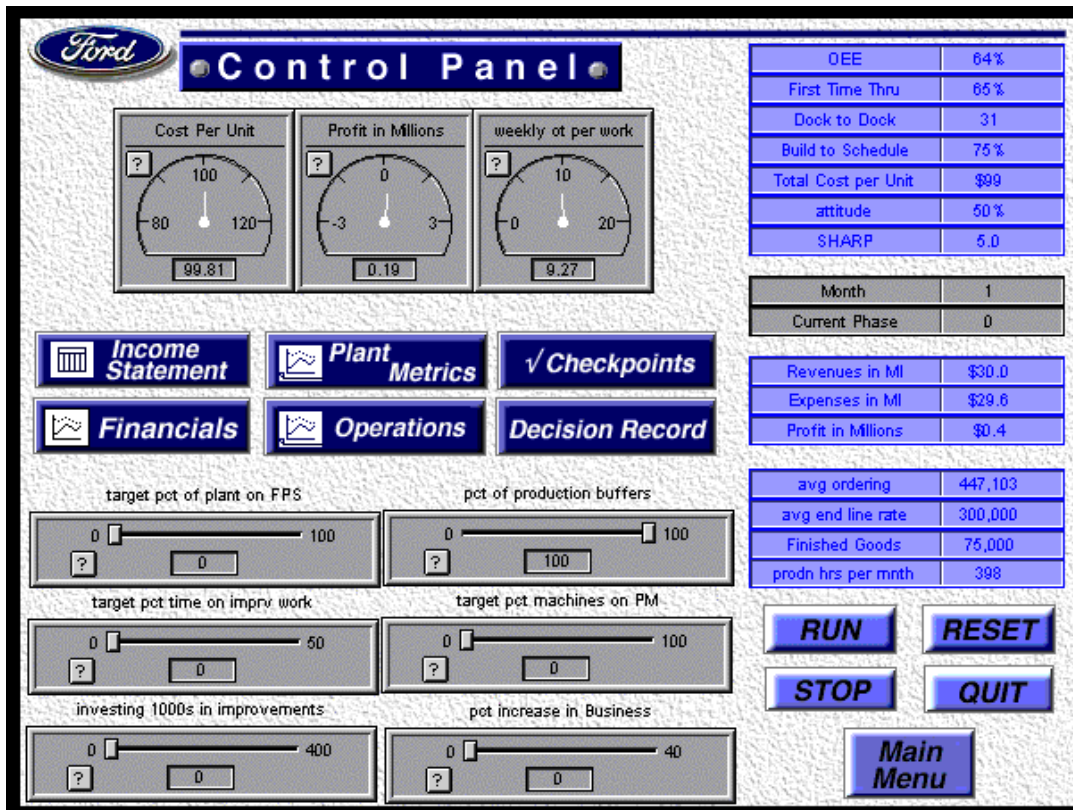 Ford
Control Panel
Cost Per Unit
?
100
80 120
99.81
Profit in Millions
?
0
-3 3
0.19
weekly ot per work
?
10
0 20
9.27
OEE 64%
First Time Thru 65%
Dock to Dock 31
Build to Schedule 75%
Total Cost per Unit $99
attitude 50%
SHARP 5.0
Month 1
Current Phase 0
Income
Statement
Plant
Metrics
√ Checkpoints
Financials
Operations
Decision Record
Revenues in Ml $30.0
Expenses in Ml $29.6
Profit in Millions $0.4
avg ordering 447,103
avg end line rate 300,000
Finished Goods 75,000
prodn hrs per mnth 398
target pct of plant on FPS
0 100
? 0
pct of production buffers
0 100
? 100
target pct time on imprv work
0 50
? 0
target pct machines on PM
0 100
? 0
investing 1000s in improvements
0 400
? 0
pct increase in Business
0 40
? 0
RUN RESET
STOP QUIT
Main
Menu